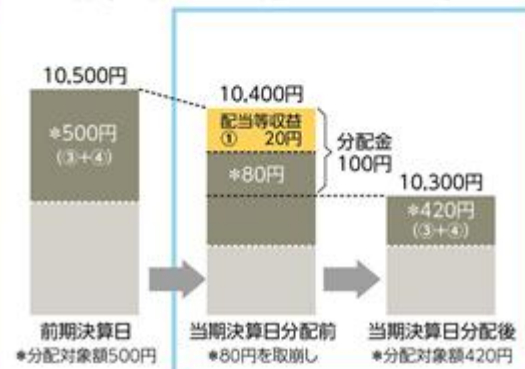 10,500円
*500円
(③+④)
10,400円
配当等収益
① 20円
*80円
分配金
100円
10,300円
*420円
(③+④)
前期決算日
*分配対象額500円
当期決算日分配前
*80円を取崩し
当期決算日分配後
*分配対象額420円